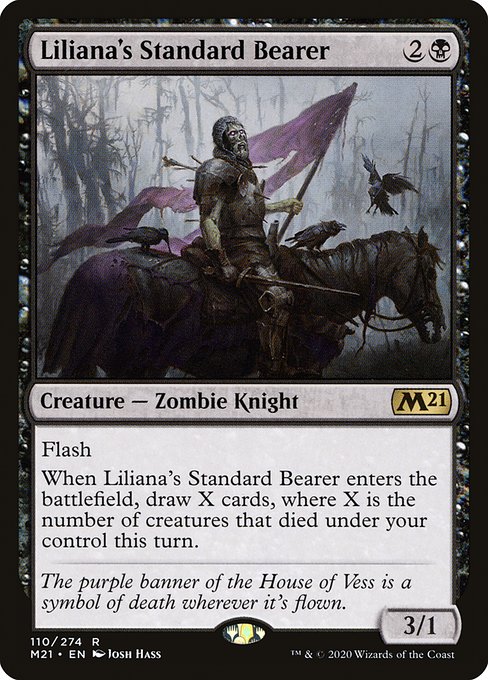 Liliana's Standard Bearer 2
Creature — Zombie Knight M21
Flash
When Liliana's Standard Bearer enters the
battlefield, draw X cards, where X is the
number of creatures that died under your
control this turn.
The purple banner of the House of Vess is a
symbol of death wherever it's flown.
3/1
110/274 R
M21 • EN Josh Hass ™ & © 2020 Wizards of the Coast